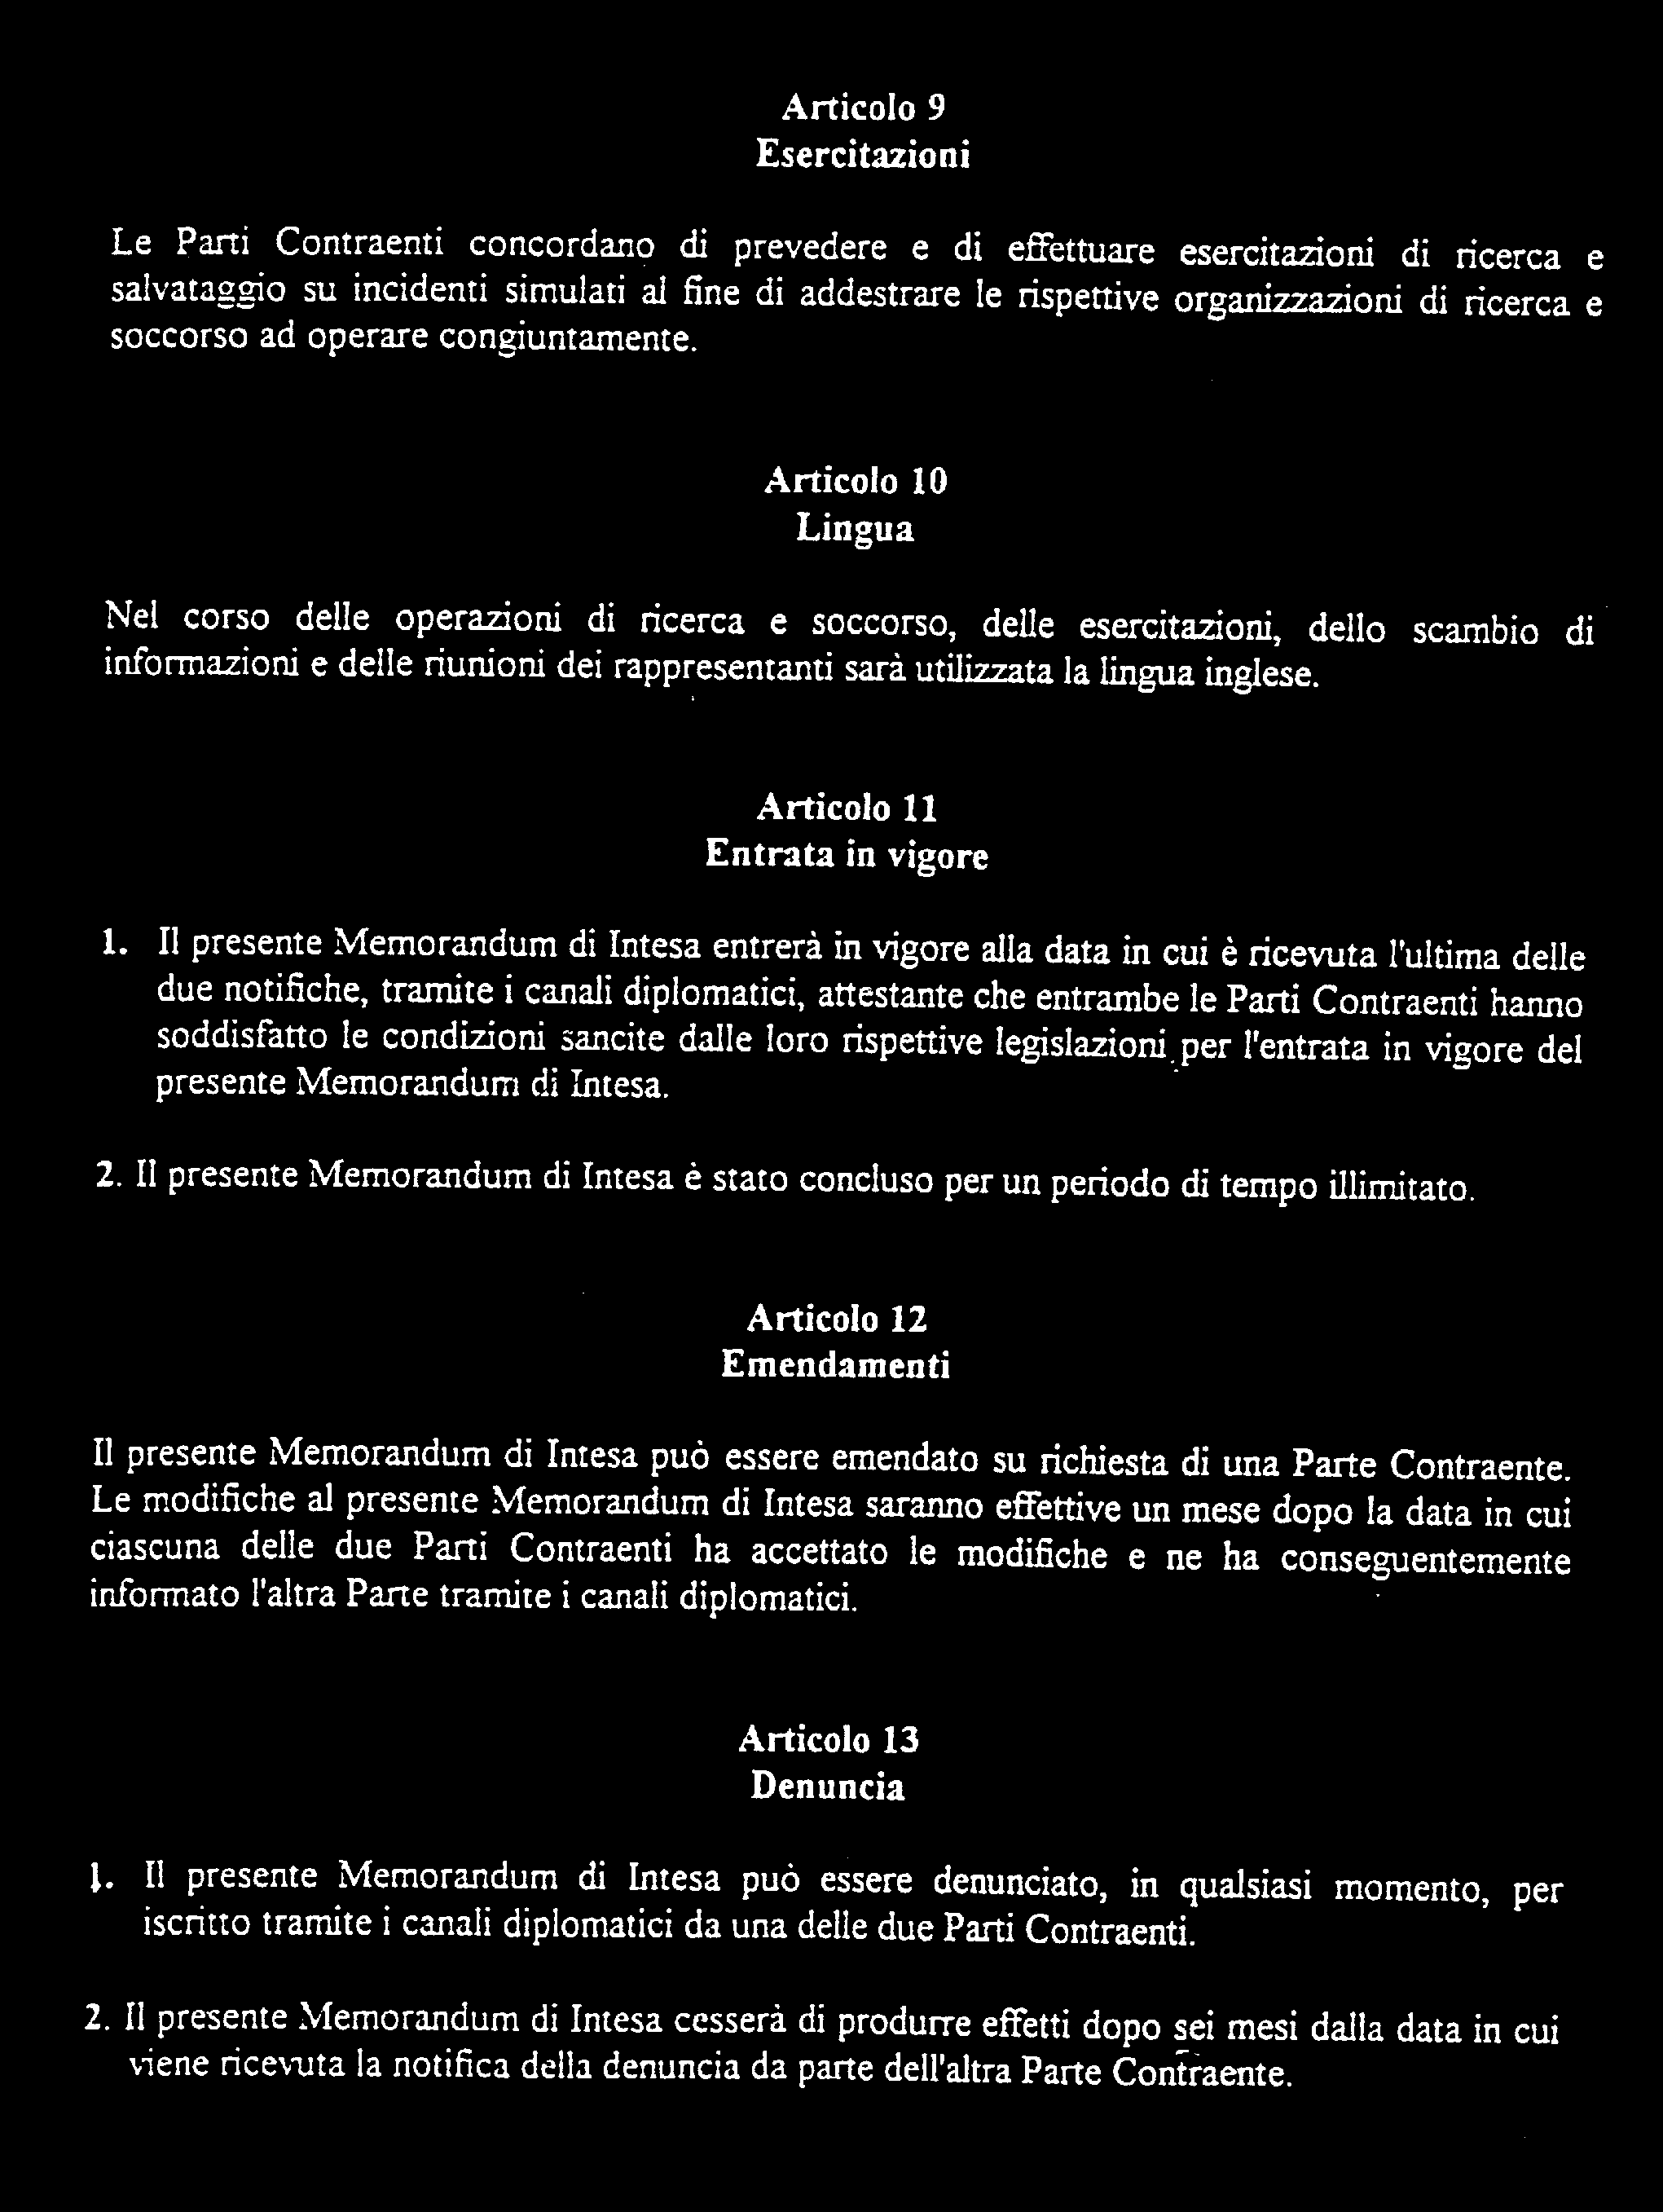 Articolo 9
Esercitazioni
Le Parti Contraenti concordano di prevedere e di effettuare esercitazioni di ricerca e
salvataggio su incidenti simulati al fine di addestrare le rispettive organizzazioni di ricerca e
soccorso ad operare congiuntamente.
Articolo 10
Lingua
Nel corso delle operazioni di ricerca e soccorso, delle esercitazioni, dello scambio di
informazioni e delle riunioni dei rappresentanti sarà utilizzata la lingua inglese.
Articolo 11
Entrata in vigore
1. Il presente Memorandum di Intesa entrerà in vigore alla data in cui è ricevuta l'ultima delle
due notifiche, tramite i canali diplomatici, attestante che entrambe le Parti Contraenti hanno
soddisfatto le condizioni sancite dalle loro rispettive legislazioni per l'entrata in vigore del
presente Memorandum di Intesa.
2. Il presente Memorandum di Intesa è stato concluso per un periodo di tempo illimitato.
Articolo 12
Emendamenti
Il presente Memorandum di Intesa può essere emendato su richiesta di una Parte Contraente.
Le modifiche al presente Memorandum di Intesa saranno effettive un mese dopo la data in cui
ciascuna delle due Parti Contraenti ha accettato le modifiche e ne ha conseguentemente
informato l'altra Parte tramite i canali diplomatici.
Articolo 13
Denuncia
1. Il presente Memorandum di Intesa può essere denunciato, in qualsiasi momento, per
iscritto tramite i canali diplomatici da una delle due Parti Contraenti.
2. Il presente Memorandum di Intesa cesserà di produrre effetti dopo sei mesi dalla data in cui
viene ricevuta la notifica della denuncia da parte dell'altra Parte Contraente.